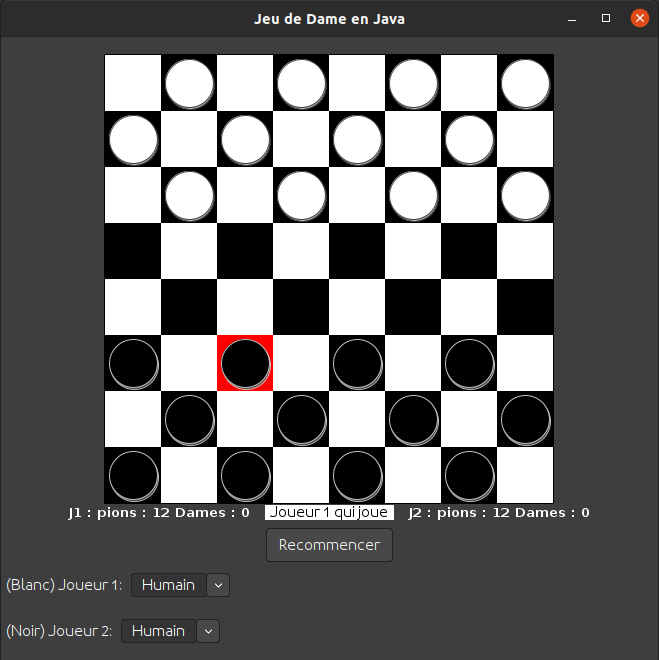 Jeu de Dame en Java
J1 : pions : 12 Dames : 0 Joueur 1 qui joue J2 : pions : 12 Dames : 0
Recommencer
(Blanc) Joueur 1: Humain
(Noir) Joueur 2: Humain